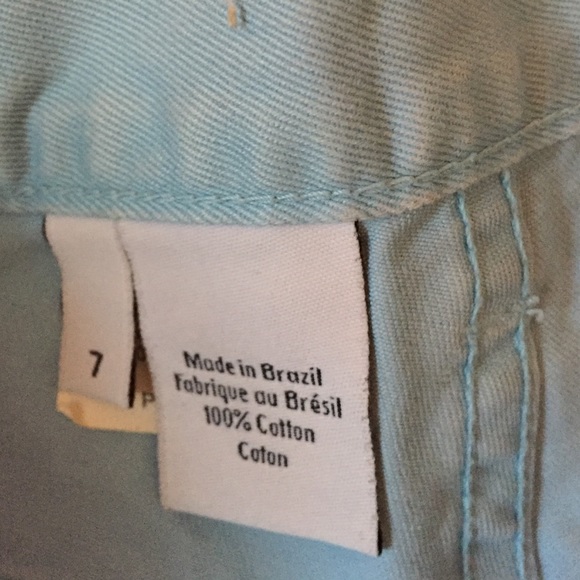 7
P
Made in Brazil
Fabrique au Brésil
100% Cotton
Coton